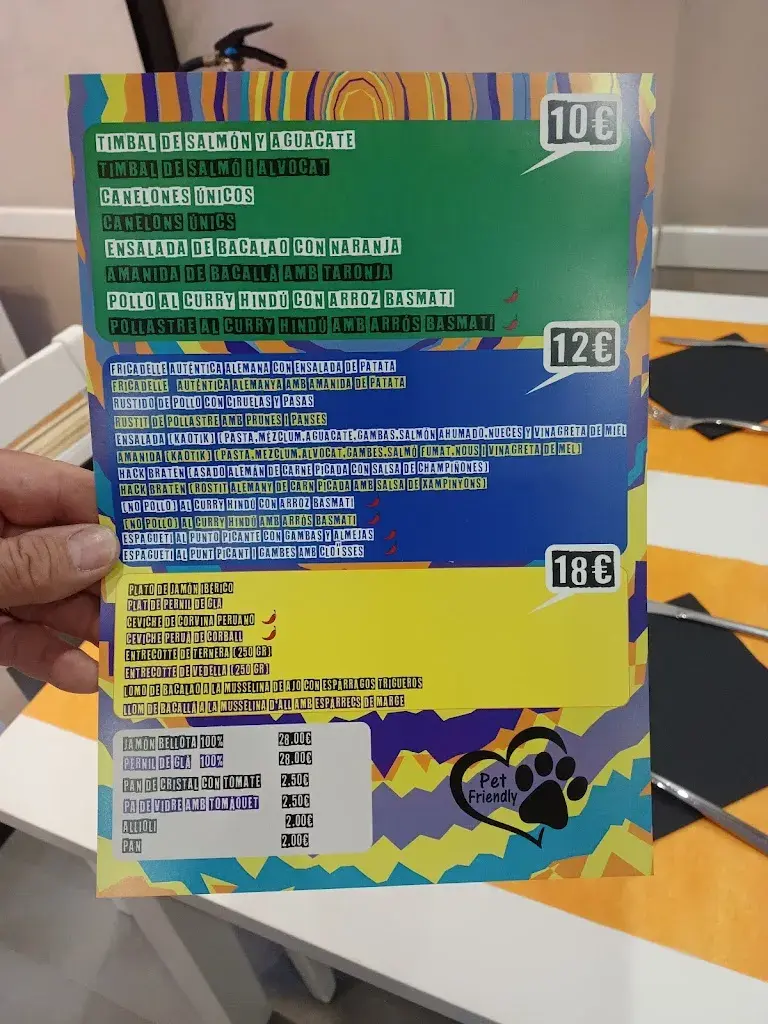 10€
TIMBAL DE SALMÓN Y AGUACATE
TIMBAL DE SALMÓ I ALVOCAT
CANELONES ÚNICOS
CANELONS ÚNICS
ENSALADA DE BACALAO CON NARANJA
AMANIDA DE BACALLÀ AMB TARONJA
POLLO AL CURRY HINDÚ CON ARROZ BASMATI
POLLASTRE AL CURRY HINDÚ AMB ARRÓS BASMATI
12€
FRICADELLE AUTÉNTICA ALEMANA CON ENSALADA DE PATATA
FRICADELLE AUTÈNTICA ALEMANYA AMB AMANIDA DE PATATA
RUSTIDO DE POLLO CON CIRUELAS Y PASAS
RUSTIT DE POLLASTRE AMB PRUNES I PANSES
ENSALADA (KAOTIK) (PASTA.MÉZCLUM.AGUACATE.GAMBAS.SALMÓN AHUMADO.NUECES Y VINAGRETA DE MIEL
AMANIDA (KAOTIK) (PASTA.MEZCLUM.ALVOCAT.GAMBES.SALMÓ FUMAT.NOUS I VINAGRETA DE MEL)
HACK BRATEN (ASADO ALEMÁN DE CARNE PICADA CON SALSA DE CHAMPIÑONES)
HACK BRATEN (ROSTIT ALEMANY DE CARN PICADA AMB SALSA DE XAMPINYONS)
(NO POLLO) AL CURRY HINDÚ CON ARROZ BASMATI
(NO POLLO) AL CURRY HINDÚ AMB ARRÒS BASMATI
ESPAGUETI AL PUNTO PICANTE CON GAMBAS Y ALMEJAS
ESPAGUETI AL PUNT PICANT I GAMBES AMB CLOÏSSES
18€
PLATO DE JAMÓN IBÉRICO
PLAT DE PERNIL DE GLÀ
CEVICHE DE CORVINA PERUANO
CEVICHE PERUÀ DE CORBALL
ENTRECOTTE DE TERNERA (250 GR)
ENTRECOTTE DE VEDELLA (250 GR)
LOMO DE BACALAO A LA MUSSELINA DE AJO CON ESPÁRRAGOS TRIGUEROS
LLOM DE BACALLÀ A LA MUSSELINA D'ALL AMB ESPÀRRECS DE MARGE
JAMÓN BELLOTA 100% 28.00€
PERNIL DE GLÀ 100% 28.00€
PAN DE CRISTAL CON TOMATE 2.50€
PA DE VIDRE AMB TOMÀQUET 2.50€
ALLIOLI 2.00€
PAN 2.00€
Pet
Friendly